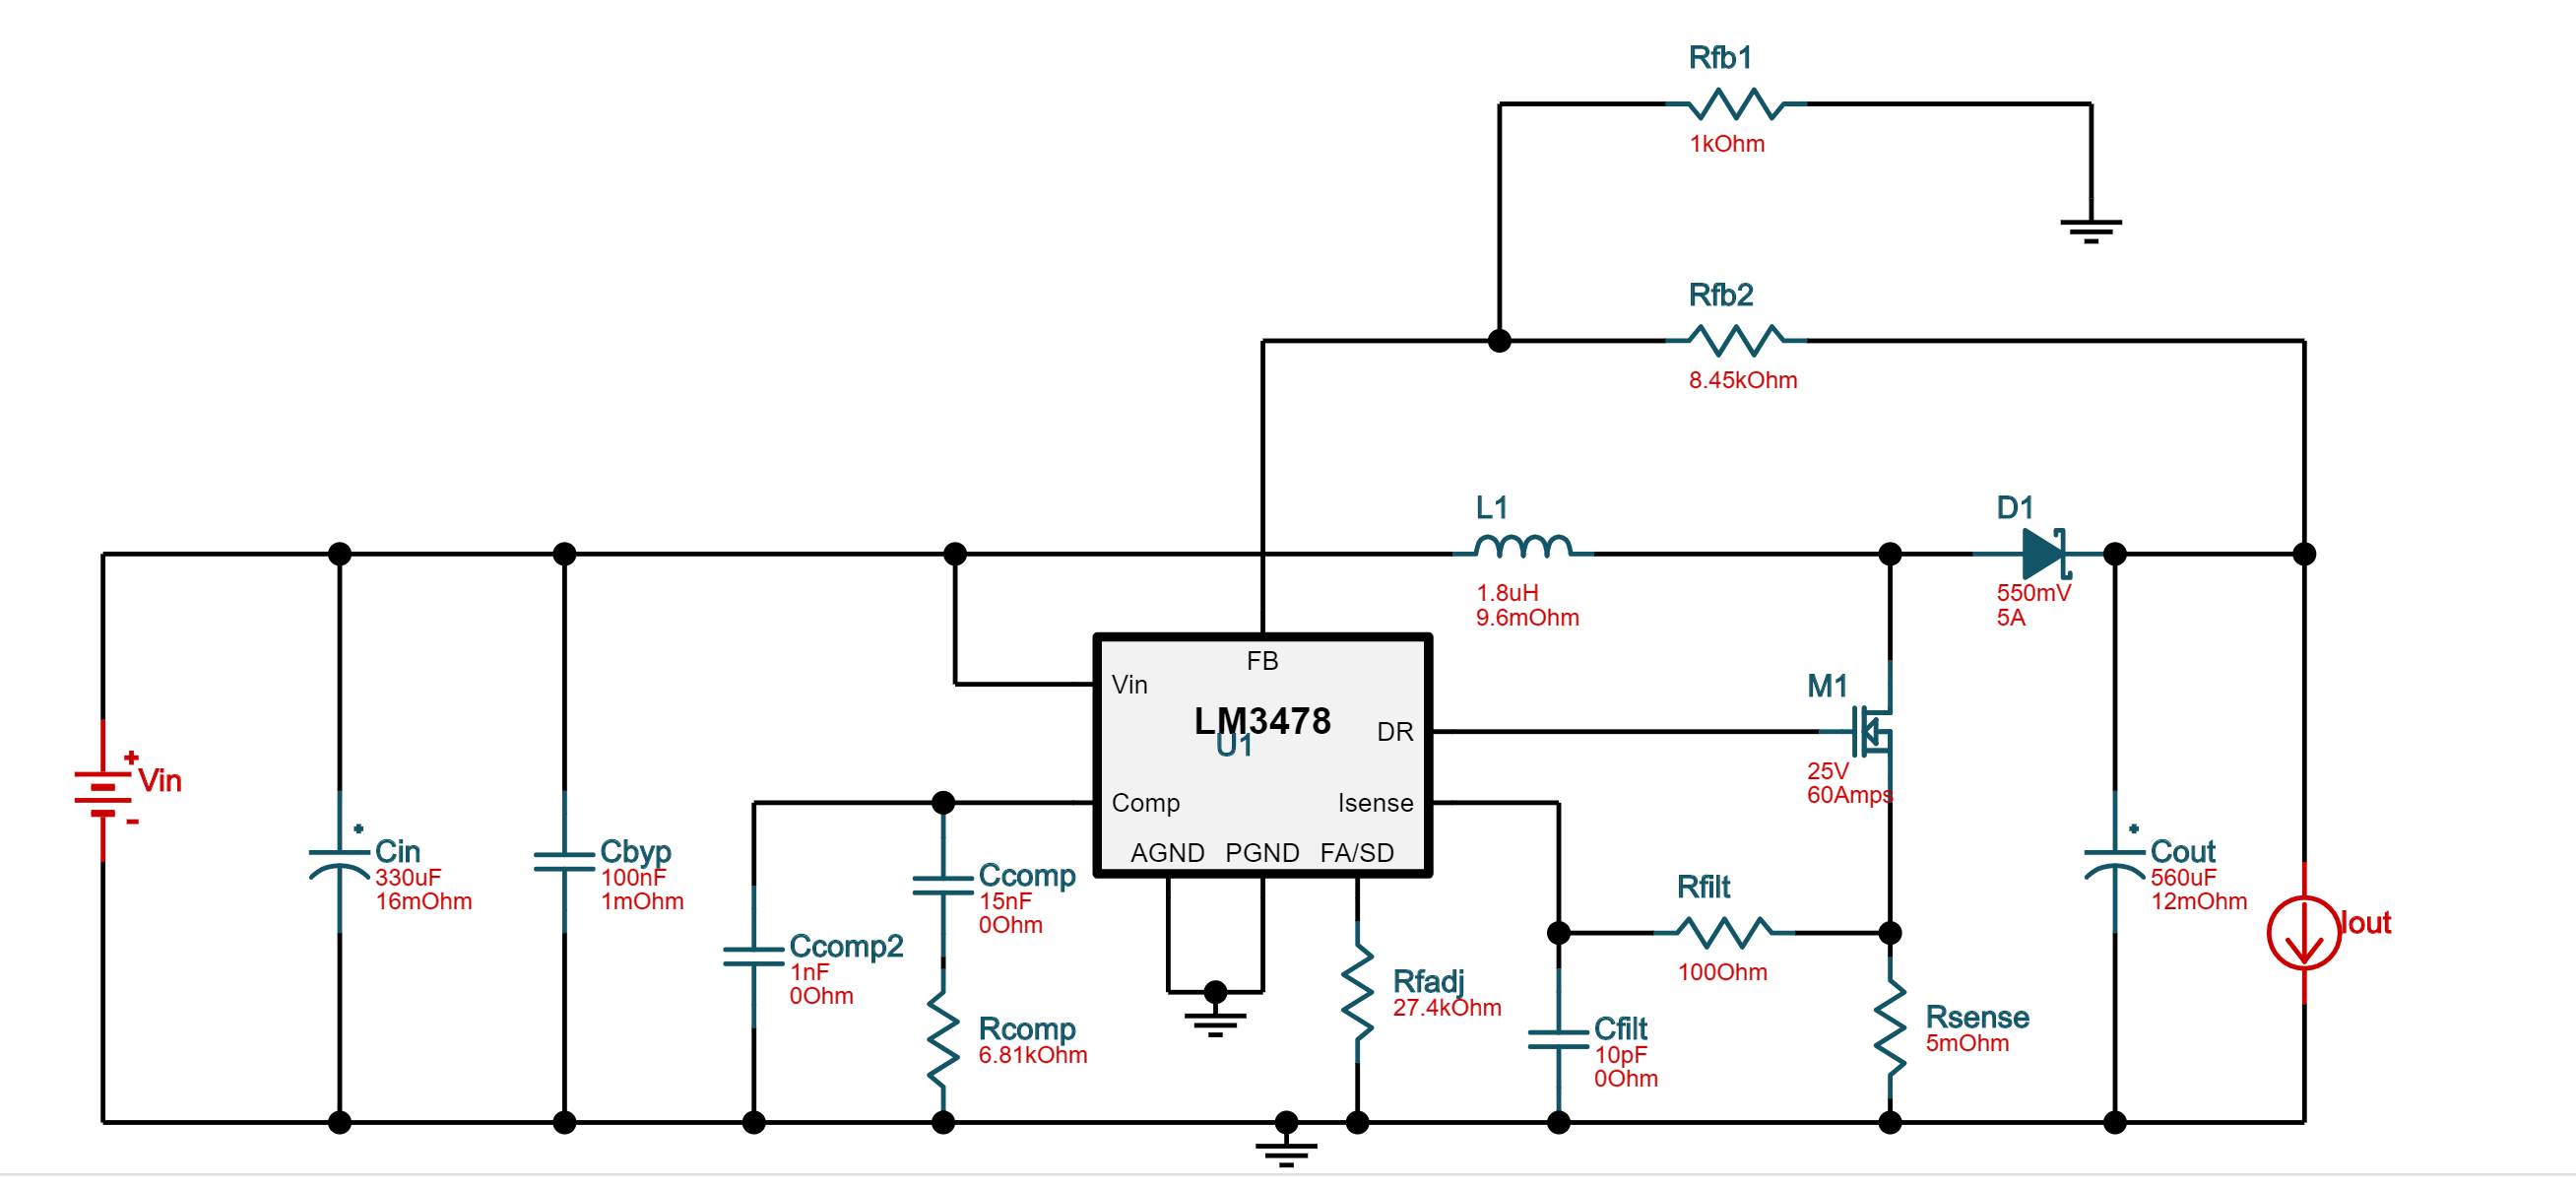 Rfb1
1kOhm
Rfb2
8.45kOhm
L1
1.8uH
9.6mOhm
D1
550mV
5A
FB
Vin
LM3478
U1
DR
Comp
Isense
AGND PGND FA/SD
M1
25V
60Amps
+
Vin
-
Cin
330uF
16mOhm
Cbyp
100nF
1mOhm
Ccomp2
1nF
0Ohm
Ccomp
15nF
0Ohm
Rcomp
6.81kOhm
Rfadj
27.4kOhm
Rfilt
100Ohm
Cfilt
10pF
0Ohm
Rsense
5mOhm
Cout
560uF
12mOhm
Iout